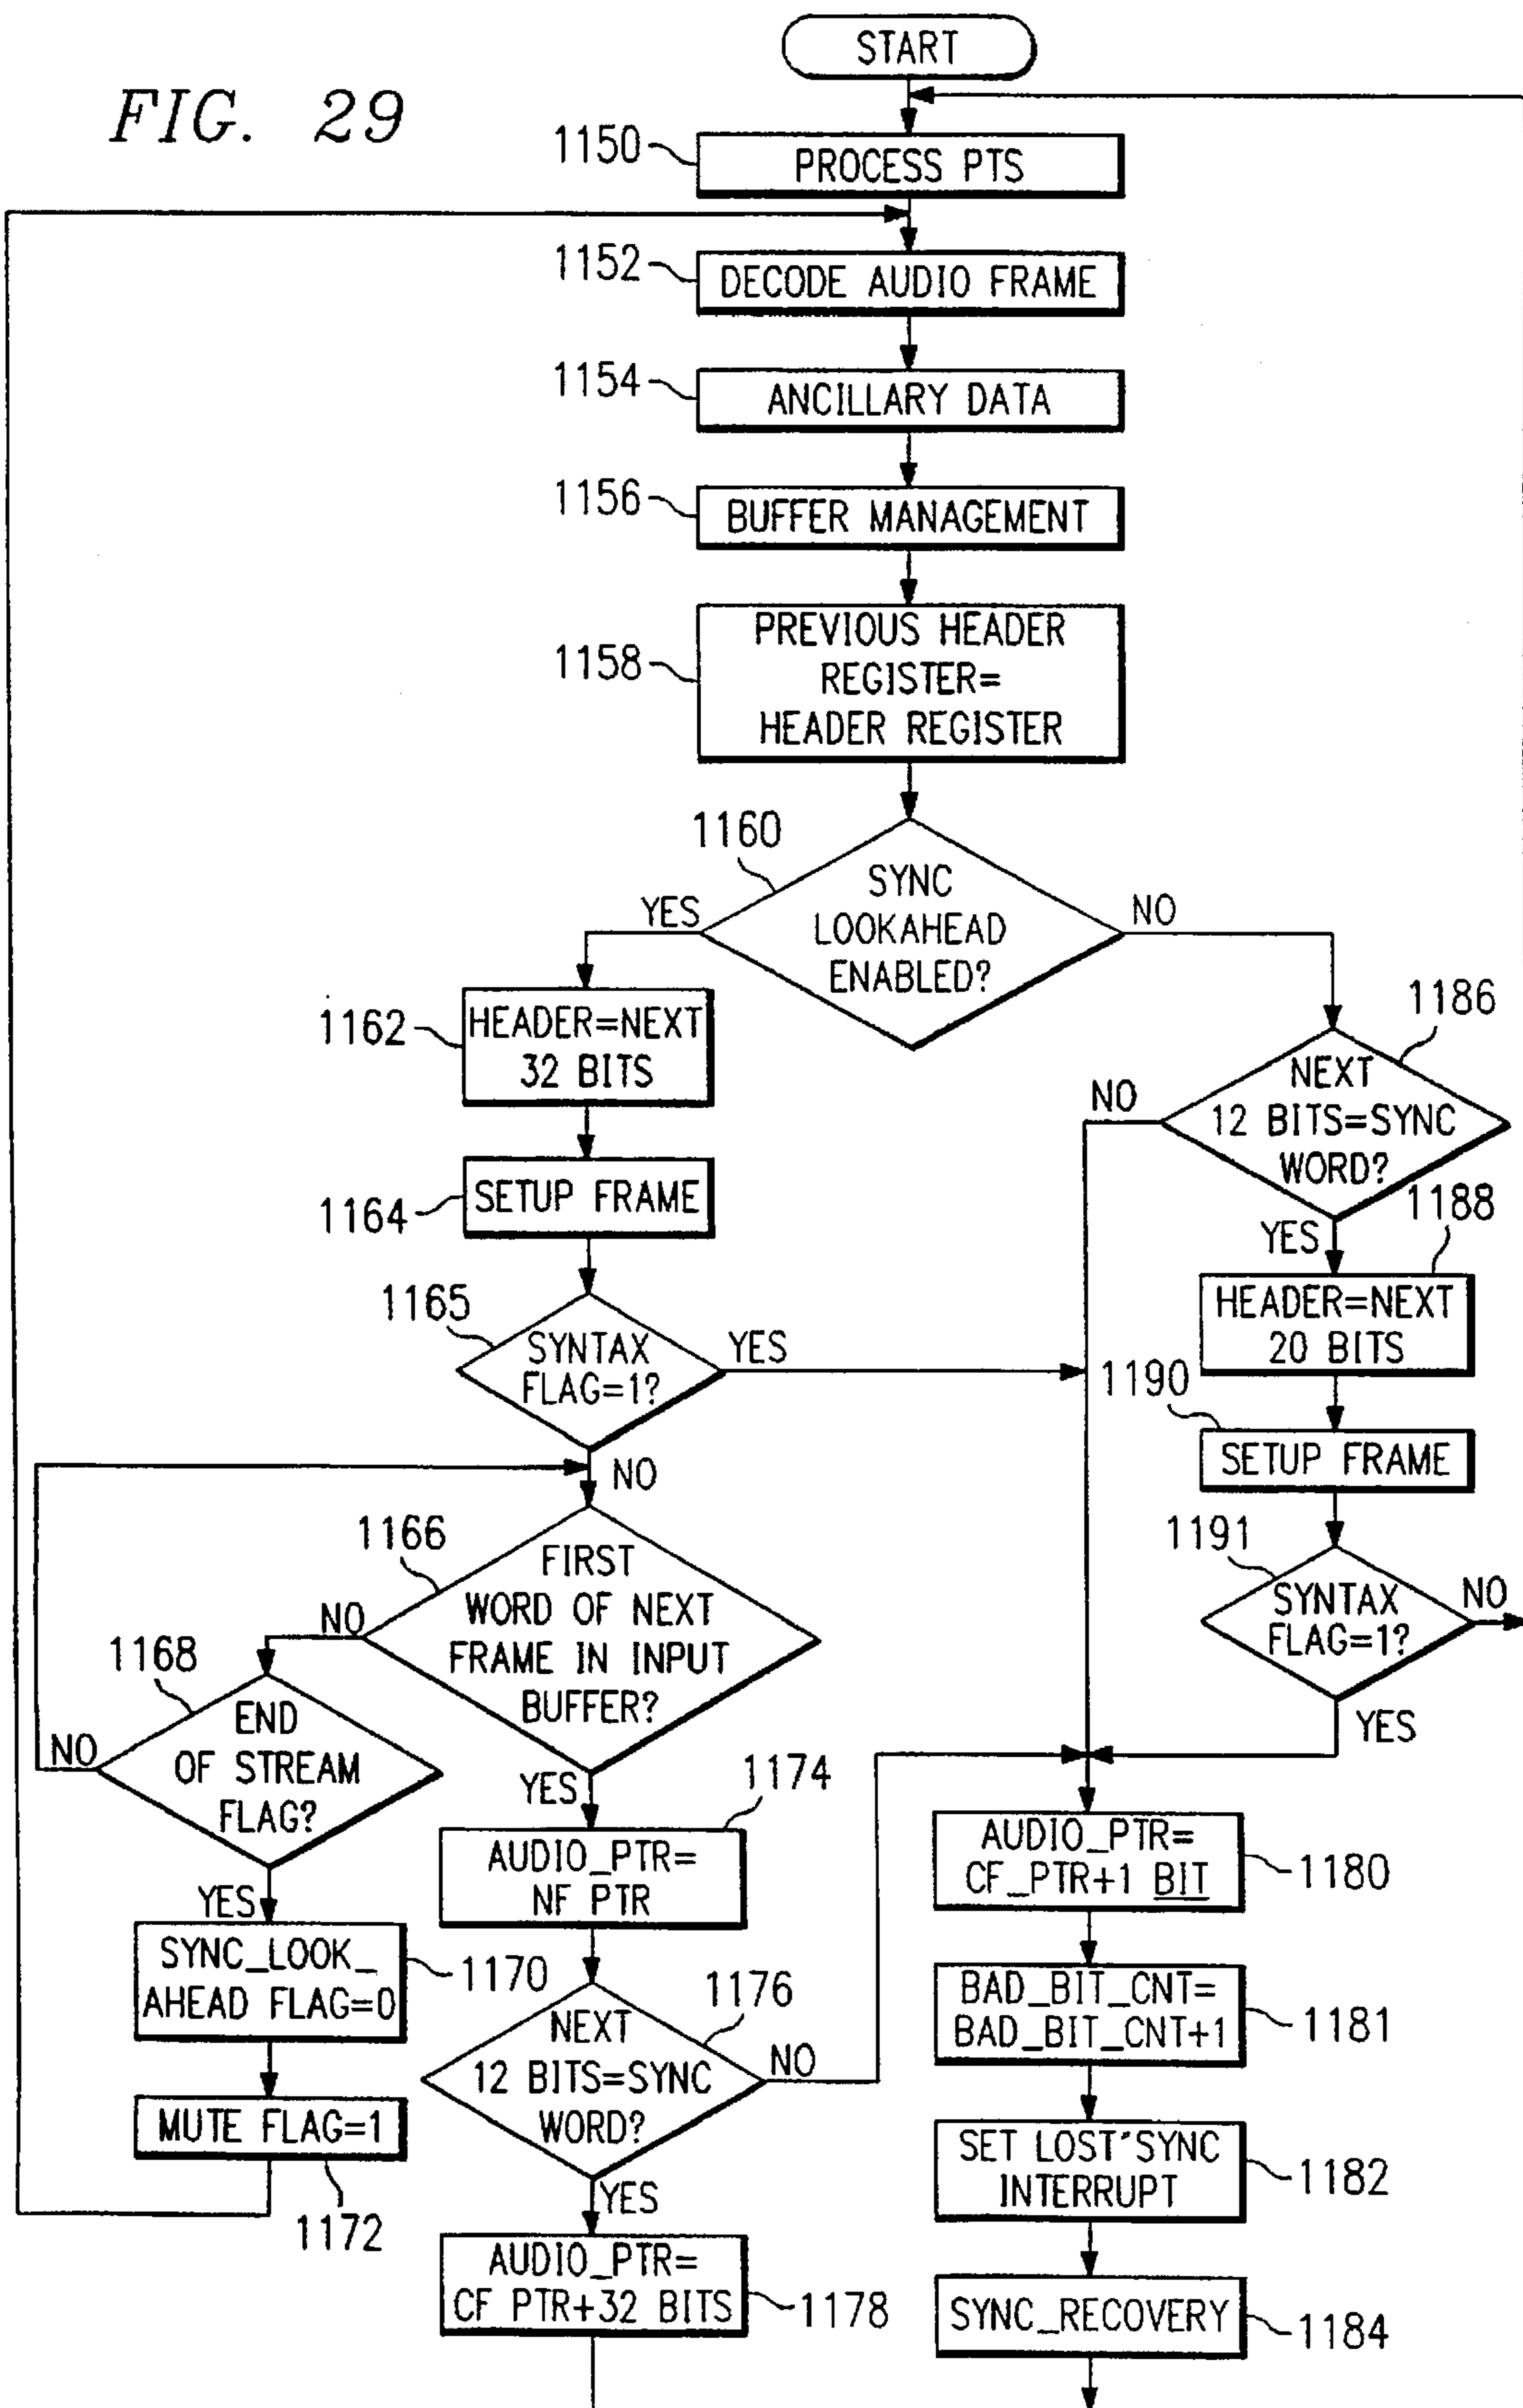 FIG. 29
START
1150
PROCESS PTS
1152
DECODE AUDIO FRAME
1154
ANCILLARY DATA
1156
BUFFER MANAGEMENT
1158
PREVIOUS HEADER
REGISTER=
HEADER REGISTER
1160
SYNC
LOOKAHEAD
ENABLED?
YES
NO
1162
HEADER=NEXT
32 BITS
1164
SETUP FRAME
1165
SYNTAX
FLAG=1?
YES
NO
1166
FIRST
WORD OF NEXT
FRAME IN INPUT
BUFFER?
NO
YES
1168
END
OF STREAM
FLAG?
NO
YES
SYNC_LOOK_
AHEAD FLAG=0
1170
MUTE FLAG=1
1172
1174
AUDIO_PTR=
NF PTR
1176
NEXT
12 BITS=SYNC
WORD?
NO
YES
AUDIO_PTR=
CF PTR+32 BITS
1178
1186
NEXT
12 BITS=SYNC
WORD?
NO
YES
1188
HEADER=NEXT
20 BITS
1190
SETUP FRAME
1191
SYNTAX
FLAG=1?
NO
YES
AUDIO_PTR=
CF_PTR+1 BIT
1180
BAD_BIT_CNT=
BAD_BIT_CNT+1
1181
SET LOST'SYNC
INTERRUPT
1182
SYNC_RECOVERY
1184